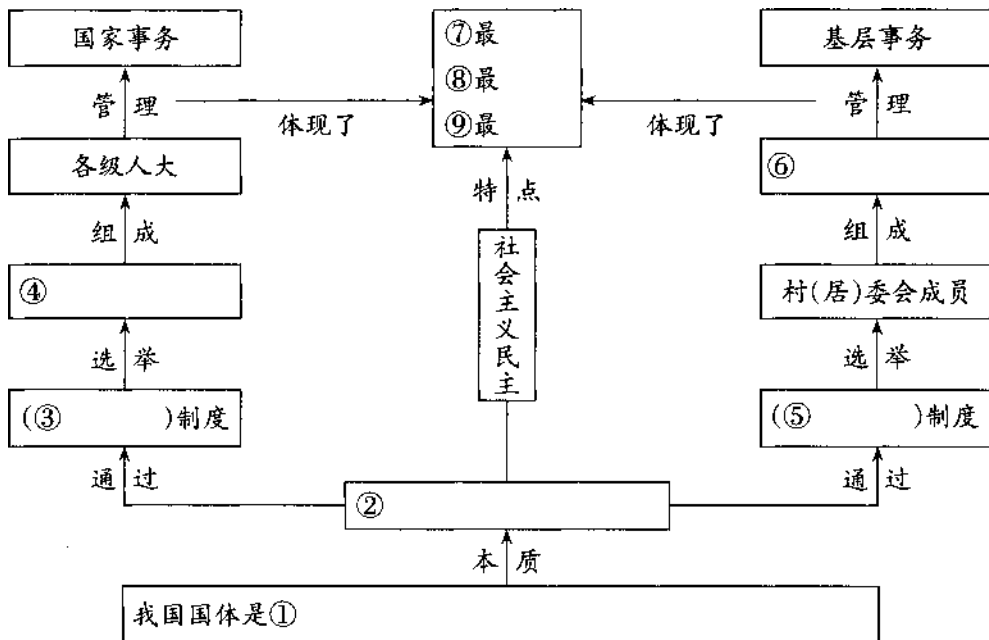 国家事务
⑦最
⑧最
⑨最
基层事务
管理
体现了
体现了
管理
各级人大
⑥
特点
组成
组成
④
社会主义民主
村(居)委会成员
选举
选举
(③ )制度
(⑤ )制度
通过
通过
②
本质
我国国体是①